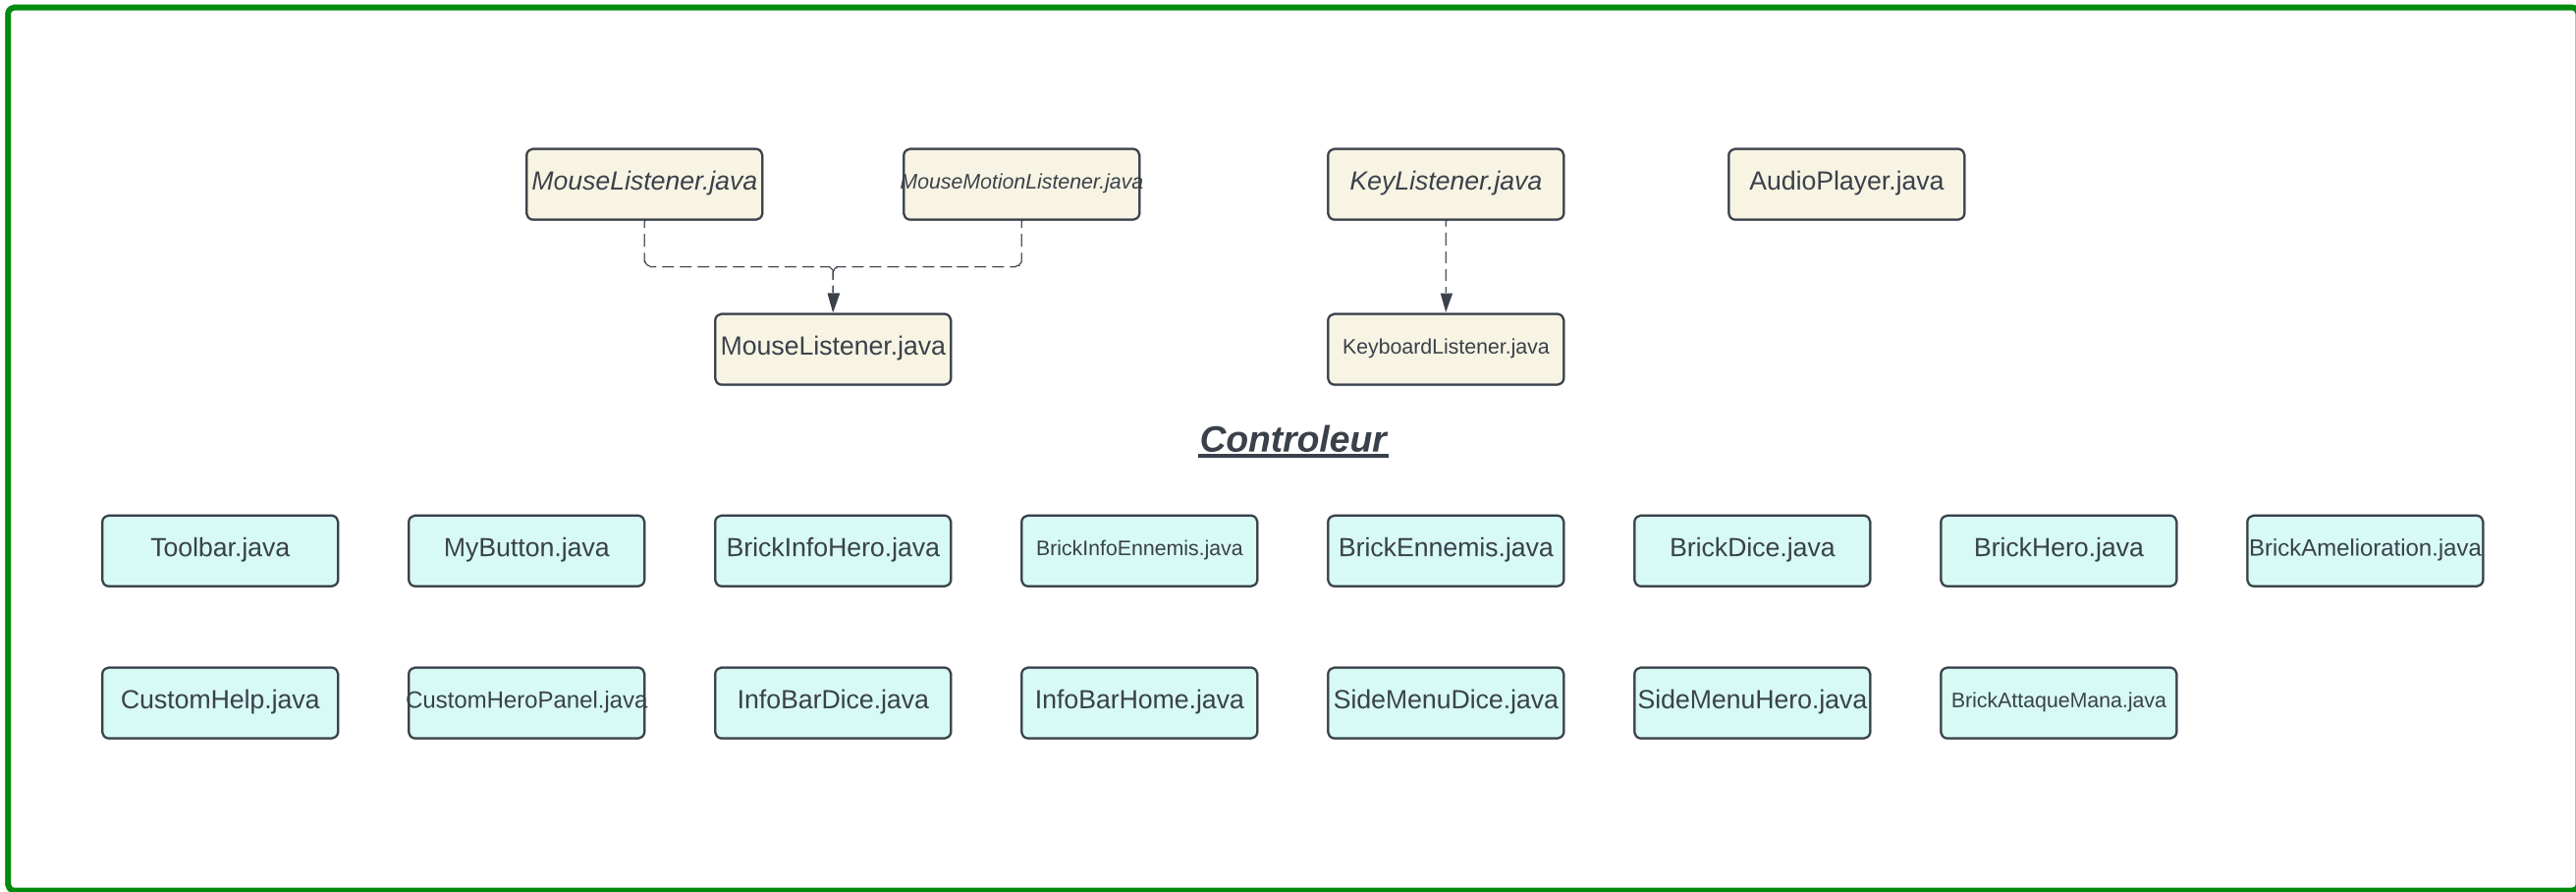 MouseListener.java
MouseMotionListener.java
KeyListener.java
AudioPlayer.java
MouseListener.java
KeyboardListener.java
Controleur
Toolbar.java
MyButton.java
BrickInfoHero.java
BrickInfoEnnemis.java
BrickEnnemis.java
BrickDice.java
BrickHero.java
BrickAmelioration.java
CustomHelp.java
CustomHeroPanel.java
InfoBarDice.java
InfoBarHome.java
SideMenuDice.java
SideMenuHero.java
BrickAttaqueMana.java